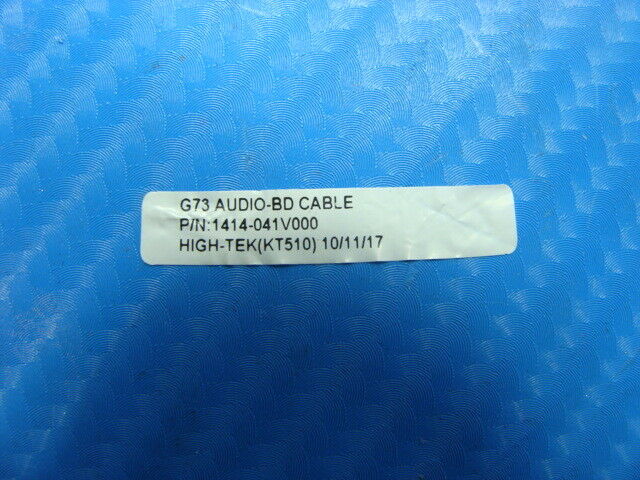 G73 AUDIO-BD CABLE
P/N:1414-041V000
HIGH-TEK(KT510) 10/11/17